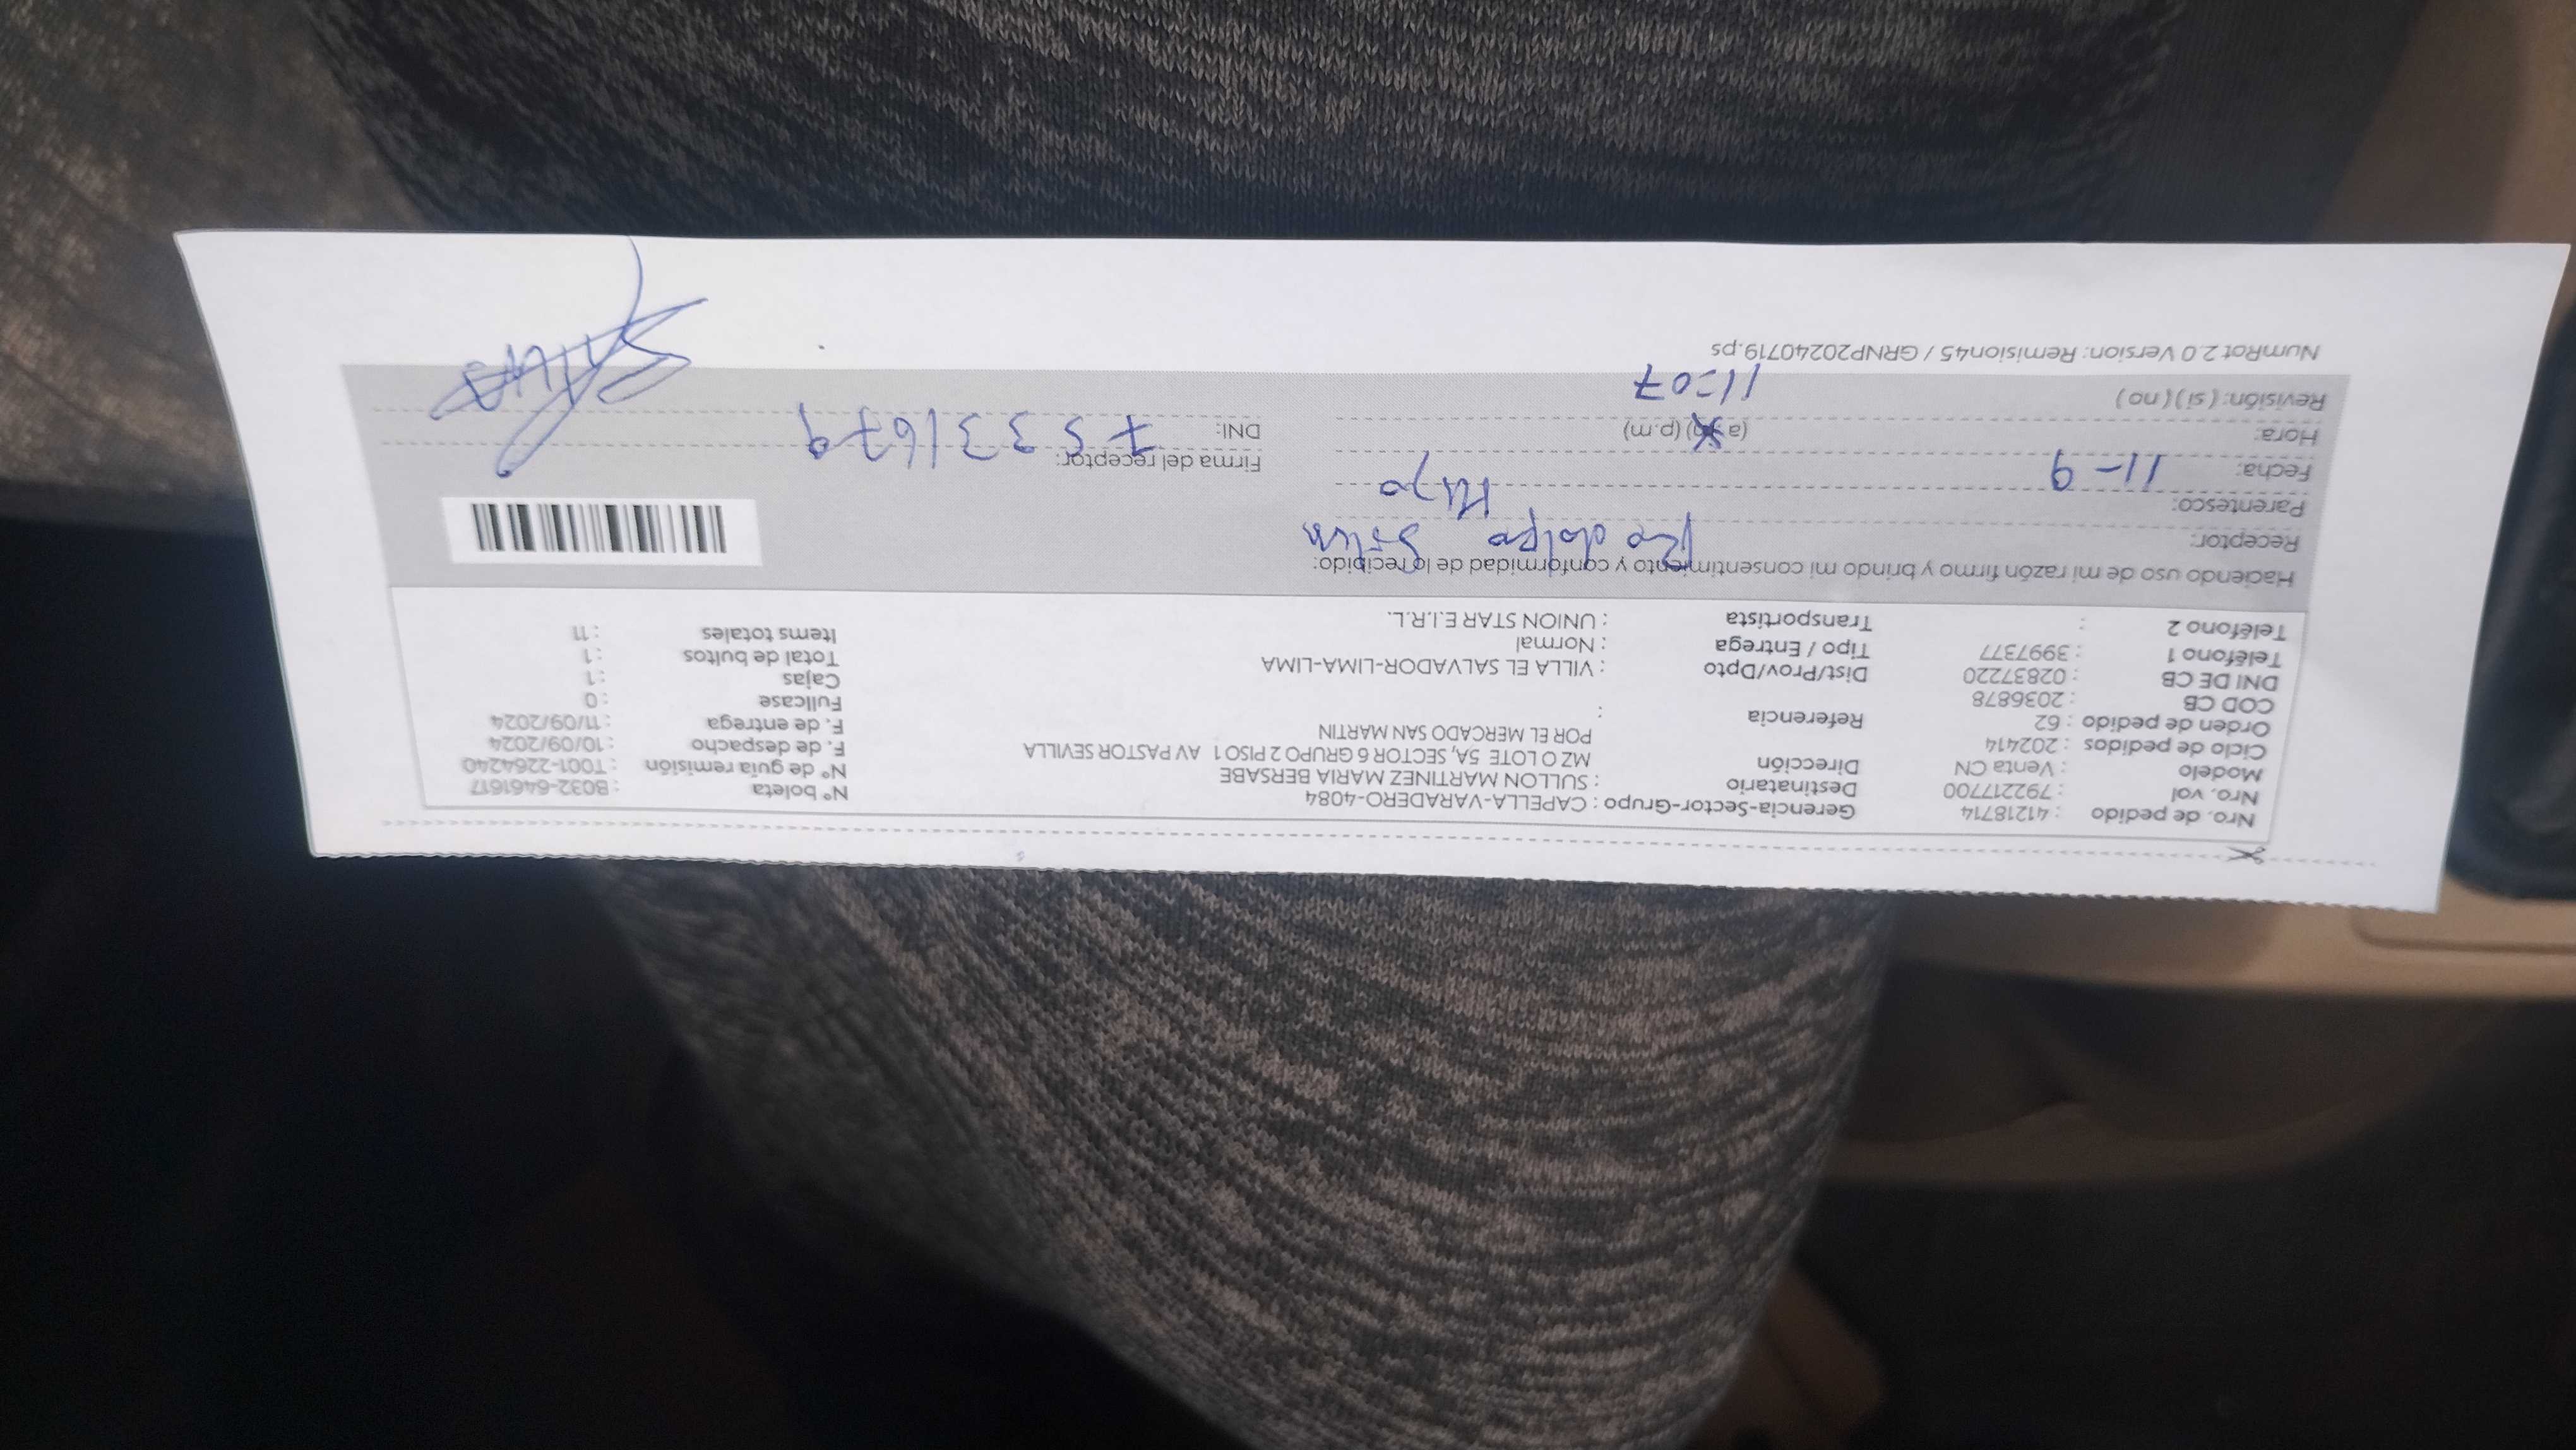 Nro. de pedido : 41218714
Nro. vol : 792217700
Modelo : Venta CN
Ciclo de pedidos : 202414
Orden de pedido : 62
COD CB : 2036878
DNI DE CB : 02837220
Teléfono 1 : 3997377
Teléfono 2 :
Gerencia-Sector-Grupo : CAPELLA-VARADERO-4084
Destinatario : SULLON MARTINEZ MARIA BERSABE
Dirección MZ O LOTE 5A, SECTOR 6 GRUPO 2 PISO 1 AV PASTOR SEVILLA
POR EL MERCADO SAN MARTIN
Referencia :
Dist/Prov/Dpto : VILLA EL SALVADOR-LIMA-LIMA
Tipo / Entrega : Normal
Transportista : UNION STAR E.I.R.L.
N° boleta : B032-6461617
N° de guía remisión : T001-2264240
F. de despacho : 10/09/2024
F. de entrega : 11/09/2024
Fullcase : 0
Cajas : 1
Total de bultos : 1
Items totales : 11
Haciendo uso de mi razón firmo y brindo mi consentimiento y conformidad de lo recibido:
Receptor: Rodolfo Silva
Parentesco: Hijo
Fecha: 11-9
Hora: (a.m) (p.m)
11:07
Revisión: ( si ) ( no )
Firma del receptor:
DNI: 75331679
NumRot 2.0 Version: Remision45 / GRNP20240719.ps